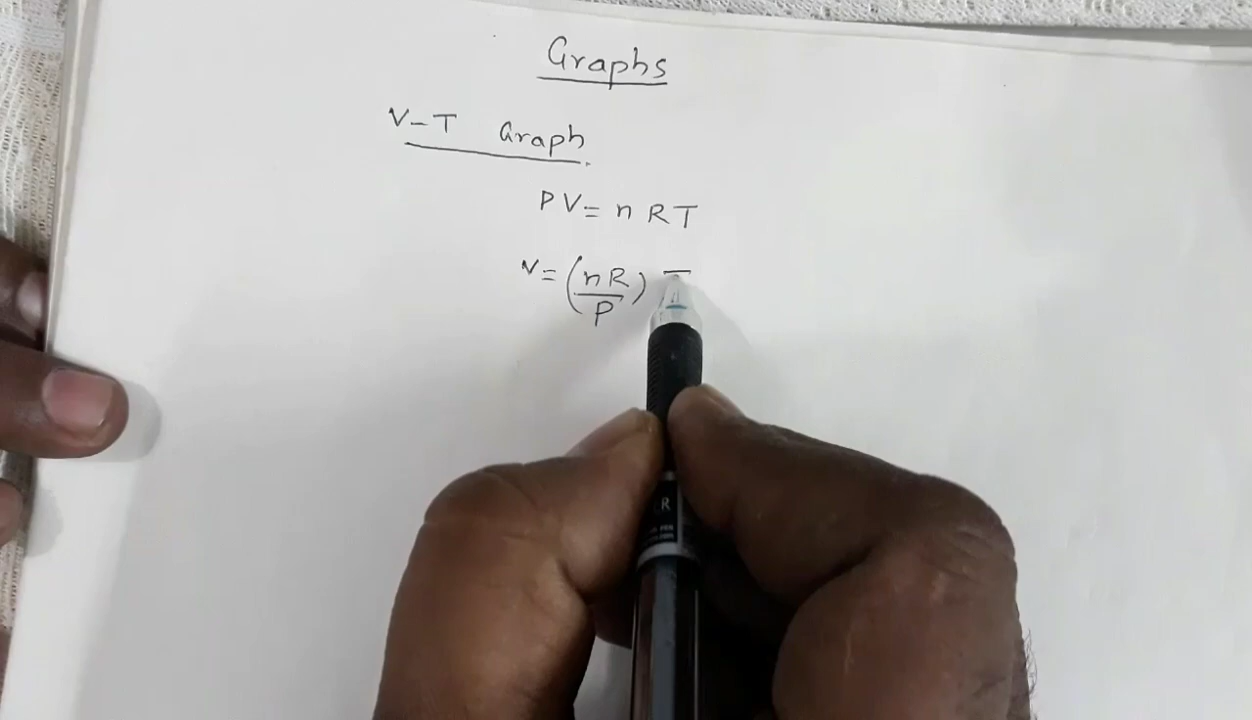 Graphs
V-T Graph
PV = nRT
V = (nR/P) T
R